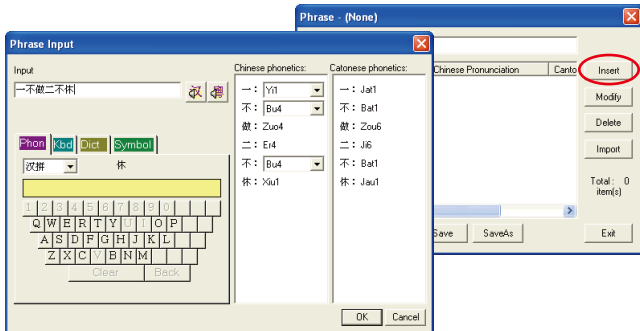 Phrase - (None)
Phrase Input
Input
一不做二不休
汉
Phon Kbd Dict Symbol
汉拼
休
1 2 3 4 5 6 7 8 9 0
Q W E R T Y U I O P
A S D F G H J K L
Z X C V B N M
Clear Back
Chinese phonetics:
一: Yi1
不: Bu4
做: Zuo4
二: Er4
不: Bu4
休: Xiu1
Catonese phonetics:
一: Jat1
不: Bat1
做: Zou6
二: Ji6
不: Bat1
休: Jau1
OK Cancel
Chinese Pronunciation Canto
Insert
Modify
Delete
Import
Total: 0
item(s)
Save SaveAs Exit